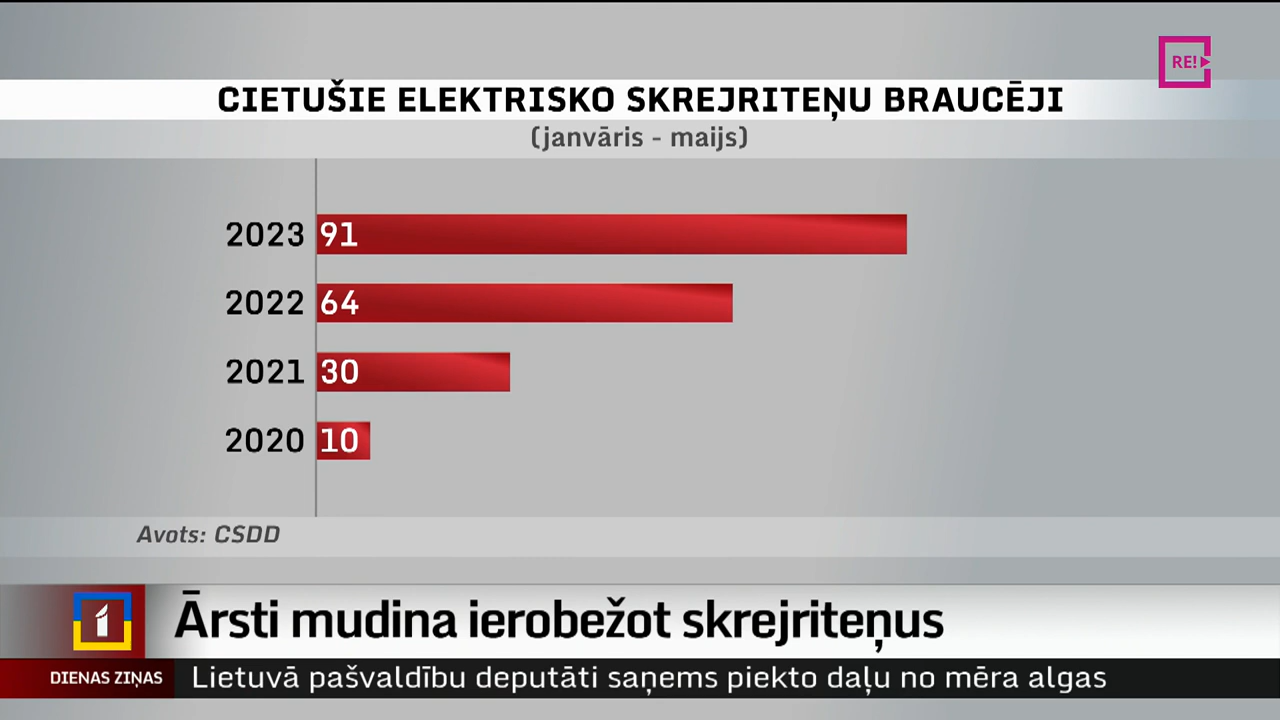 RE!
CIETUŠIE ELEKTRISKO SKREJRITEŅU BRAUCĒJI
(janvāris - maijs)
2023 91
2022 64
2021 30
2020 10
Avots: CSDD
1 Ārsti mudina ierobežot skrejriteņus
DIENAS ZIŅAS Lietuvā pašvaldību deputāti saņems piekto daļu no mēra algas